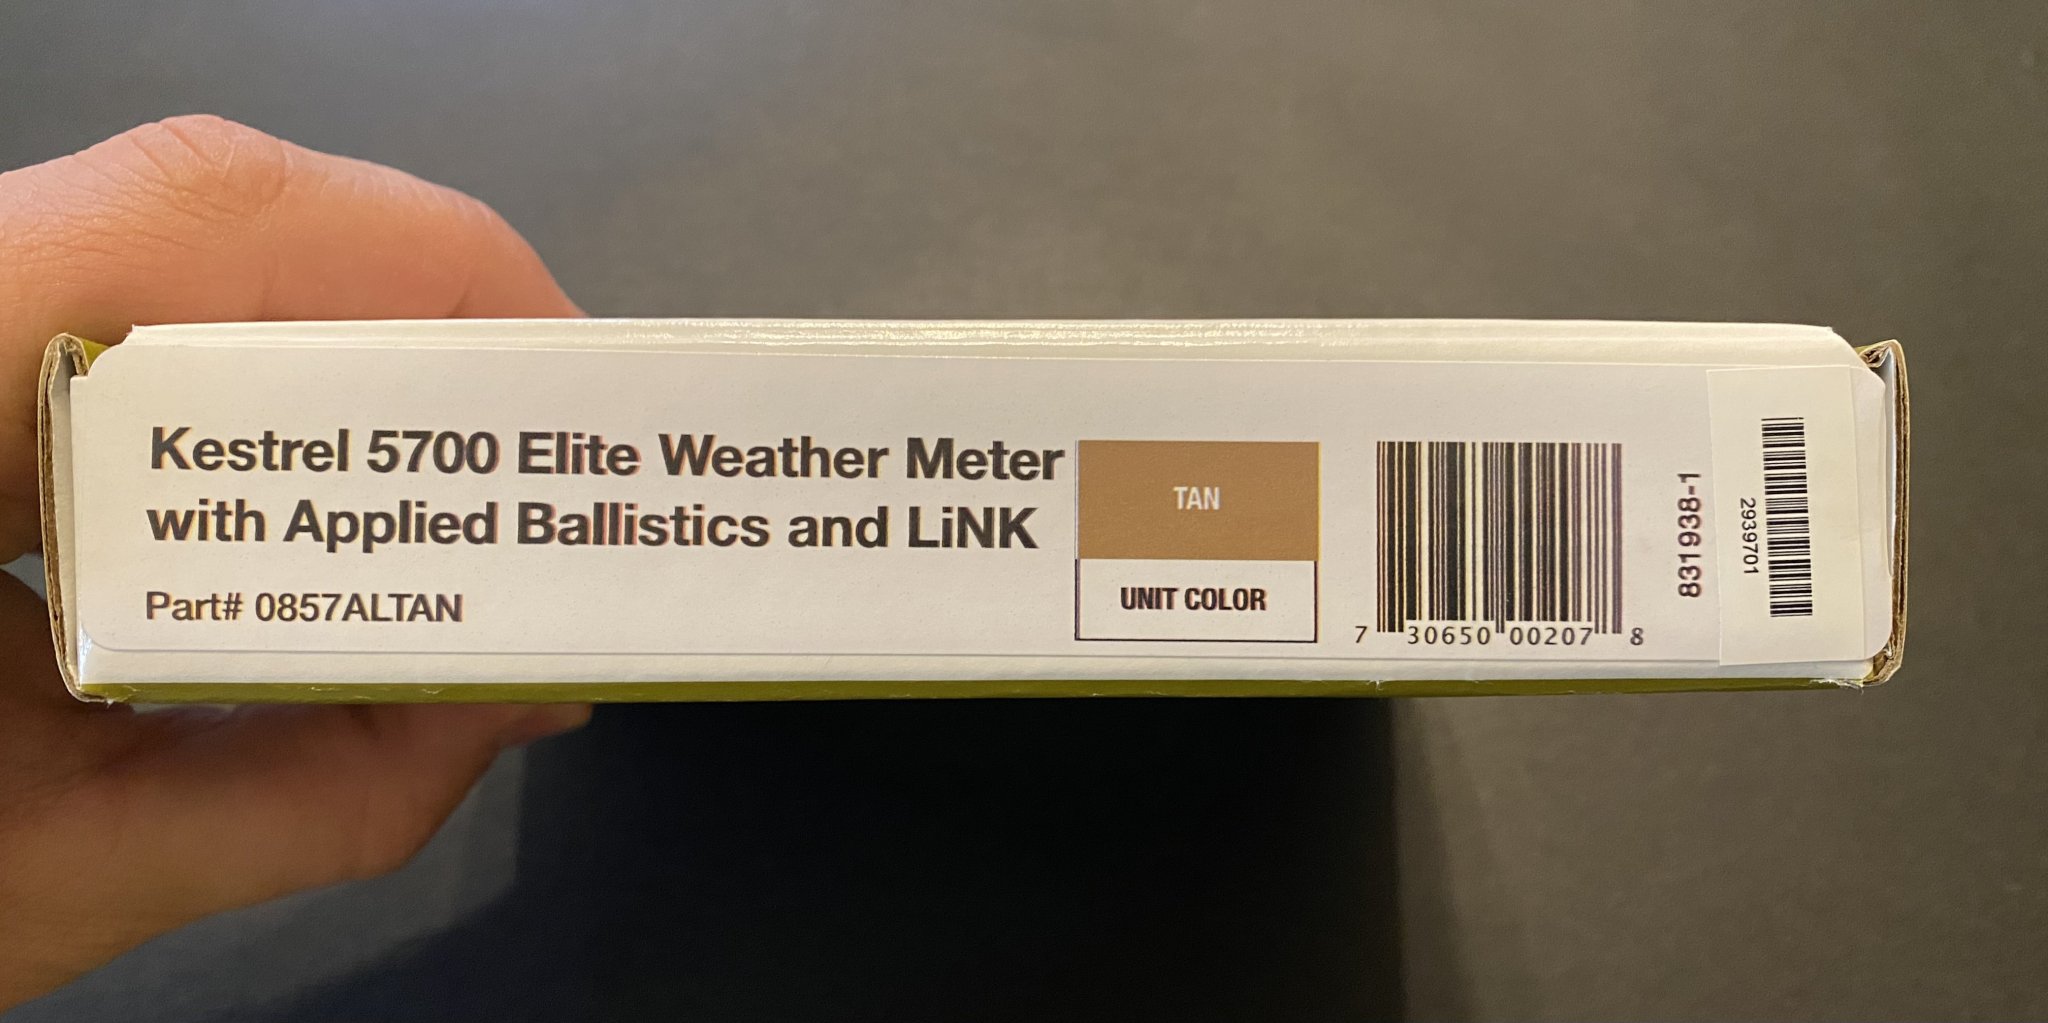 Kestrel 5700 Elite Weather Meter
with Applied Ballistics and LiNK
Part# 0857ALTAN
TAN
UNIT COLOR
7 30650 00207 8
831938-1
2939701